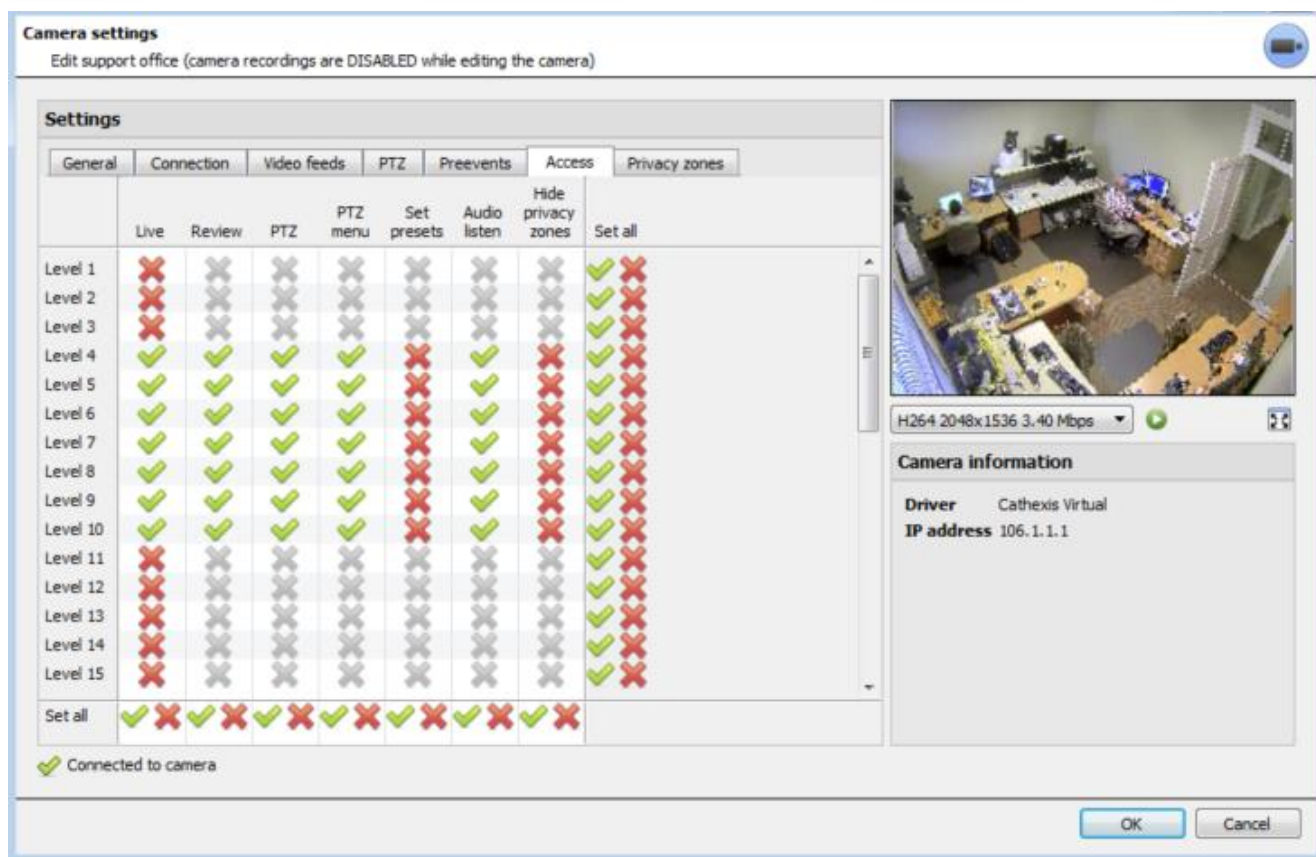 Camera settings
Edit support office (camera recordings are DISABLED while editing the camera)
Settings
General Connection Video feeds PTZ Preevents Access Privacy zones
Live Review PTZ PTZ menu Set presets Audio listen Hide privacy zones Set all
Level 1
Level 2
Level 3
Level 4
Level 5
Level 6
Level 7
Level 8
Level 9
Level 10
Level 11
Level 12
Level 13
Level 14
Level 15
Set all
Connected to camera
H264 2048x1536 3.40 Mbps
Camera information
Driver Cathexis Virtual
IP address 106.1.1.1
OK Cancel